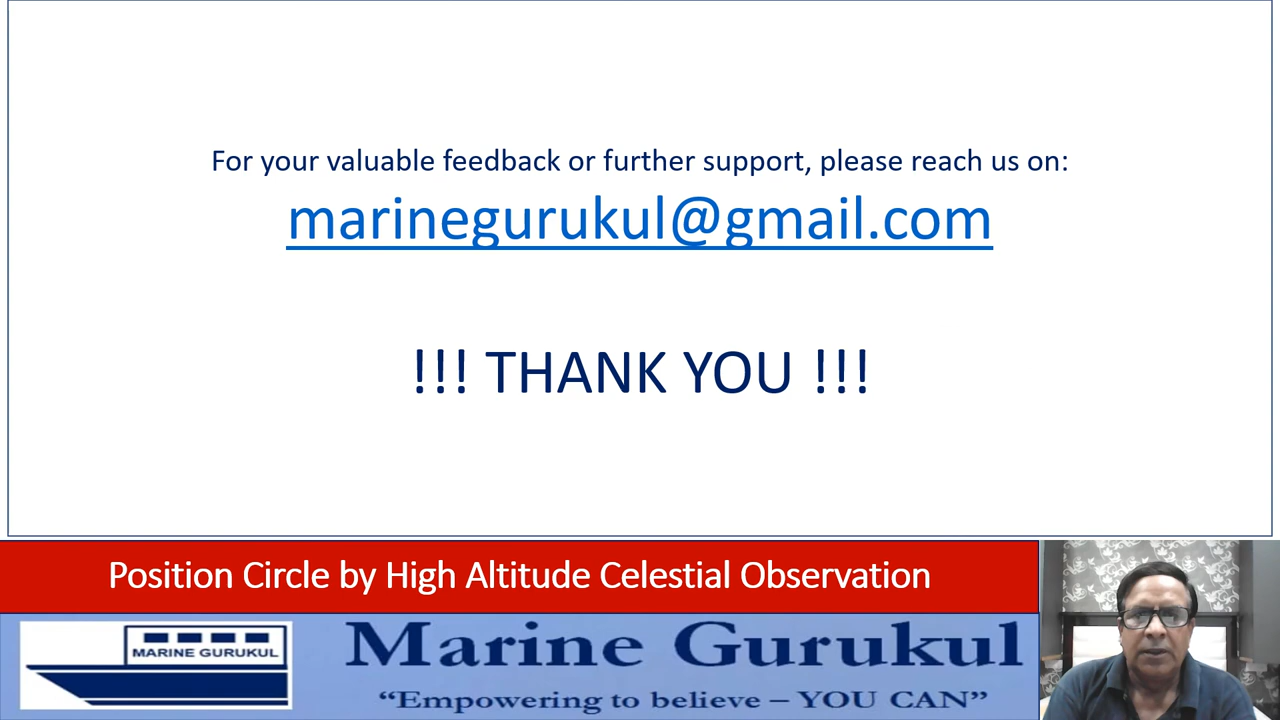 For your valuable feedback or further support, please reach us on:
marinegurukul@gmail.com
!!! THANK YOU !!!
Position Circle by High Altitude Celestial Observation
MARINE GURUKUL
Marine Gurukul
“Empowering to believe – YOU CAN”